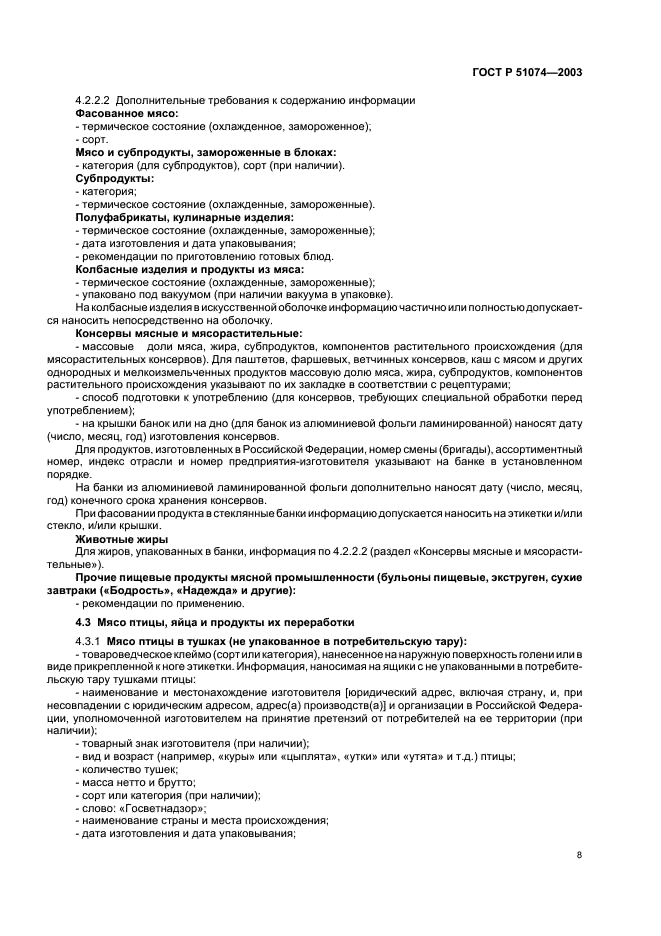 ГОСТ Р 51074—2003
4.2.2.2 Дополнительные требования к содержанию информации
Фасованное мясо:
- термическое состояние (охлажденное, замороженное);
- сорт.
Мясо и субпродукты, замороженные в блоках:
- категория (для субпродуктов), сорт (при наличии).
Субпродукты:
- категория;
- термическое состояние (охлажденные, замороженные).
Полуфабрикаты, кулинарные изделия:
- термическое состояние (охлажденные, замороженные);
- дата изготовления и дата упаковывания;
- рекомендации по приготовлению готовых блюд.
Колбасные изделия и продукты из мяса:
- термическое состояние (охлажденные, замороженные);
- упаковано под вакуумом (при наличии вакуума в упаковке).
На колбасные изделия в искусственной оболочке информацию частично или полностью допускает-
ся наносить непосредственно на оболочку.
Консервы мясные и мясорастительные:
- массовые доли мяса, жира, субпродуктов, компонентов растительного происхождения (для
мясорастительных консервов). Для паштетов, фаршевых, ветчинных консервов, каш с мясом и других
однородных и мелкоизмельченных продуктов массовую долю мяса, жира, субпродуктов, компонентов
растительного происхождения указывают по их закладке в соответствии с рецептурами;
- способ подготовки к употреблению (для консервов, требующих специальной обработки перед
употреблением);
- на крышки банок или на дно (для банок из алюминиевой фольги ламинированной) наносят дату
(число, месяц, год) изготовления консервов.
Для продуктов, изготовленных в Российской Федерации, номер смены (бригады), ассортиментный
номер, индекс отрасли и номер предприятия-изготовителя указывают на банке в установленном
порядке.
На банки из алюминиевой ламинированной фольги дополнительно наносят дату (число, месяц,
год) конечного срока хранения консервов.
При фасовании продукта в стеклянные банки информацию допускается наносить на этикетки и/или
стекло, и/или крышки.
Животные жиры
Для жиров, упакованных в банки, информация по 4.2.2.2 (раздел «Консервы мясные и мясорасти-
тельные»).
Прочие пищевые продукты мясной промышленности (бульоны пищевые, экструген, сухие
завтраки («Бодрость», «Надежда» и другие):
- рекомендации по применению.
4.3 Мясо птицы, яйца и продукты их переработки
4.3.1 Мясо птицы в тушках (не упакованное в потребительскую тару):
- товароведческое клеймо (сорт или категория), нанесенное на наружную поверхность голени или в
виде прикрепленной к ноге этикетки. Информация, наносимая на ящики с не упакованными в потребите-
льскую тару тушками птицы:
- наименование и местонахождение изготовителя [юридический адрес, включая страну, и, при
несовпадении с юридическим адресом, адрес(а) производств(а)] и организации в Российской Федера-
ции, уполномоченной изготовителем на принятие претензий от потребителей на ее территории (при
наличии);
- товарный знак изготовителя (при наличии);
- вид и возраст (например, «куры» или «цыплята», «утки» или «утята» и т.д.) птицы;
- количество тушек;
- масса нетто и брутто;
- сорт или категория (при наличии);
- слово: «Госветнадзор»;
- наименование страны и места происхождения;
- дата изготовления и дата упаковывания;
8